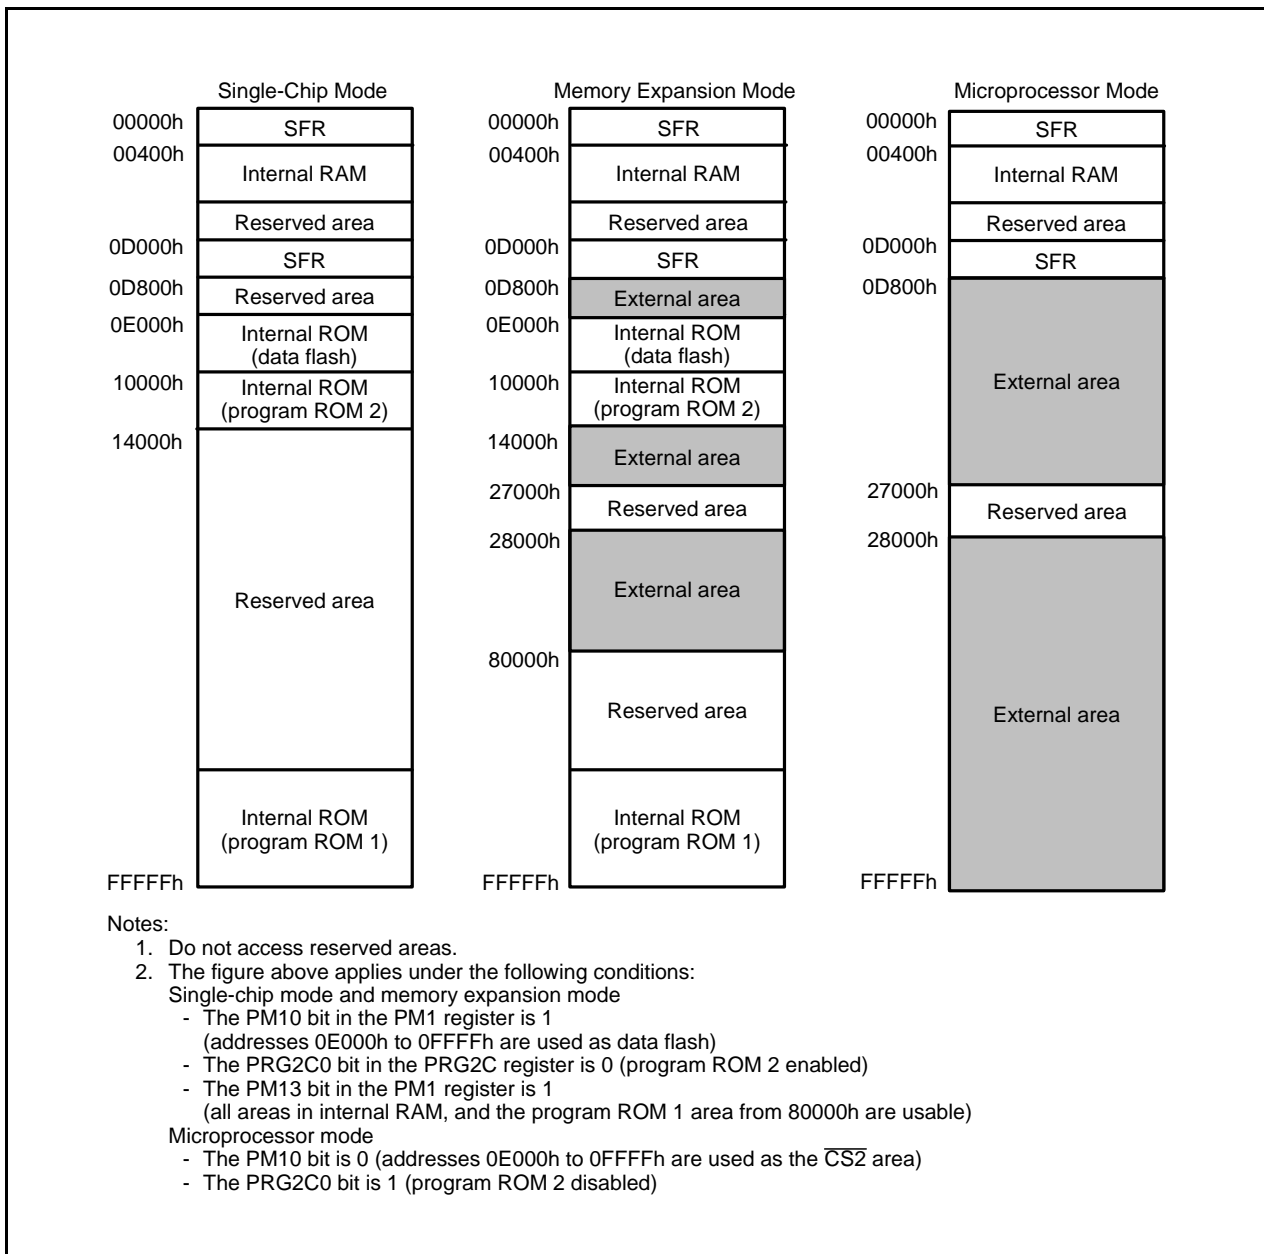 Single-Chip Mode
00000h
SFR
00400h
Internal RAM
Reserved area
0D000h
SFR
0D800h
Reserved area
0E000h
Internal ROM
(data flash)
10000h
Internal ROM
(program ROM 2)
14000h
Reserved area
Internal ROM
(program ROM 1)
FFFFFh
Memory Expansion Mode
00000h
SFR
00400h
Internal RAM
Reserved area
0D000h
SFR
0D800h
External area
0E000h
Internal ROM
(data flash)
10000h
Internal ROM
(program ROM 2)
14000h
External area
27000h
Reserved area
28000h
External area
80000h
Reserved area
Internal ROM
(program ROM 1)
FFFFFh
Microprocessor Mode
00000h
SFR
00400h
Internal RAM
Reserved area
0D000h
SFR
0D800h
External area
27000h
Reserved area
28000h
External area
FFFFFh
Notes:
1. Do not access reserved areas.
2. The figure above applies under the following conditions:
Single-chip mode and memory expansion mode
- The PM10 bit in the PM1 register is 1
(addresses 0E000h to 0FFFFh are used as data flash)
- The PRG2C0 bit in the PRG2C register is 0 (program ROM 2 enabled)
- The PM13 bit in the PM1 register is 1
(all areas in internal RAM, and the program ROM 1 area from 80000h are usable)
Microprocessor mode
- The PM10 bit is 0 (addresses 0E000h to 0FFFFh are used as the C̅S̅2̅ area)
- The PRG2C0 bit is 1 (program ROM 2 disabled)